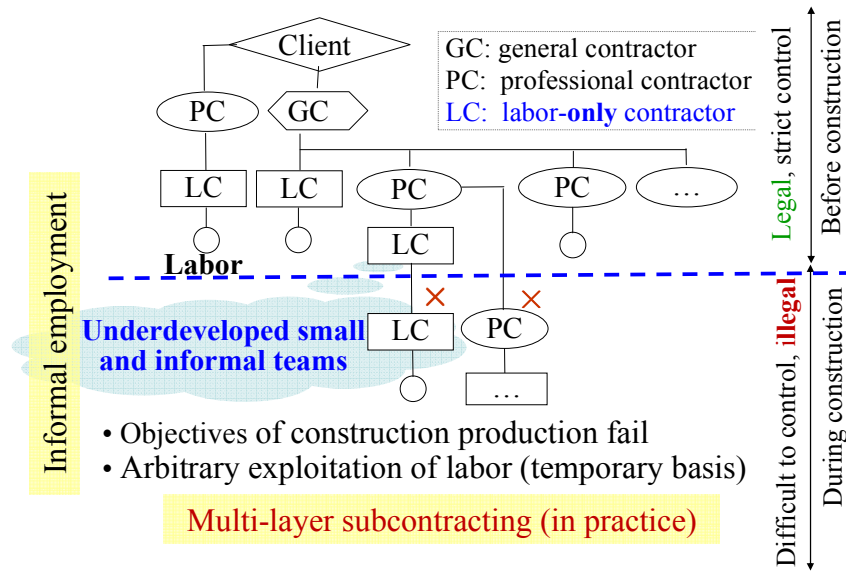 Client
GC: general contractor
PC: professional contractor
LC: labor-only contractor
PC
GC
LC
LC
PC
PC
...
LC
Labor
Underdeveloped small
and informal teams
LC
PC
...
• Objectives of construction production fail
• Arbitrary exploitation of labor (temporary basis)
Multi-layer subcontracting (in practice)
Informal employment
Legal, strict control
Before construction
Difficult to control, illegal
During construction